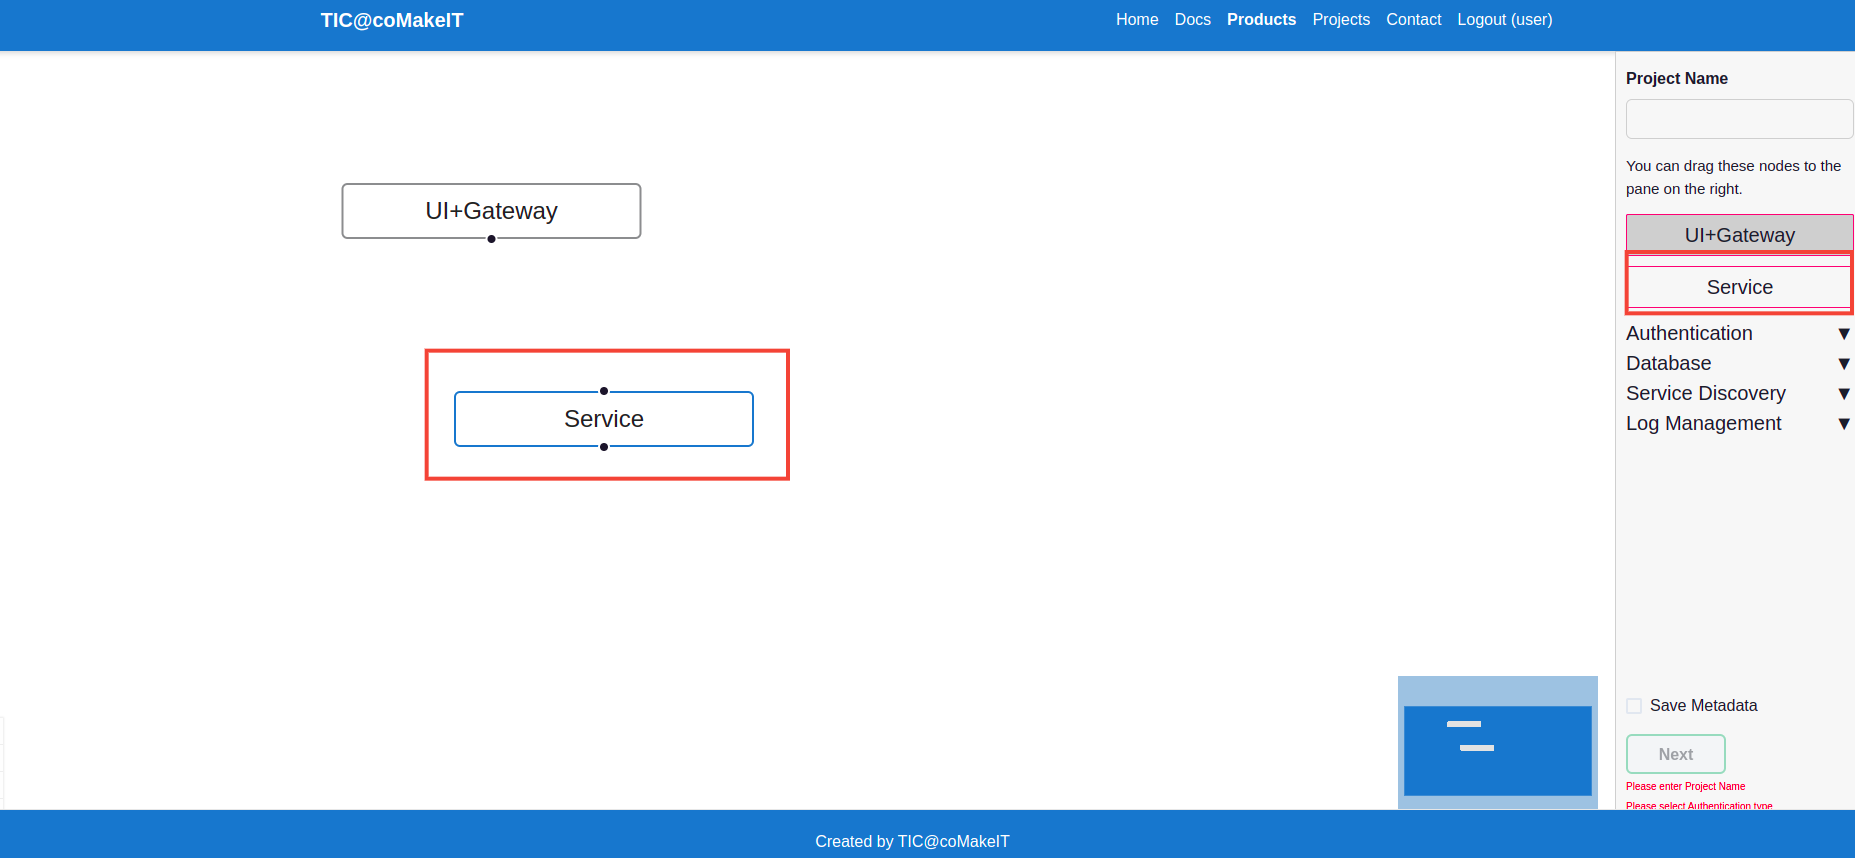 TIC@coMakeIT
Home Docs Products Projects Contact Logout (user)
Project Name
You can drag these nodes to the
pane on the right.
UI+Gateway
Service
Authentication ▼
Database ▼
Service Discovery ▼
Log Management ▼
UI+Gateway
Service
Save Metadata
Next
Please enter Project Name
Please select Authentication type
Created by TIC@coMakeIT